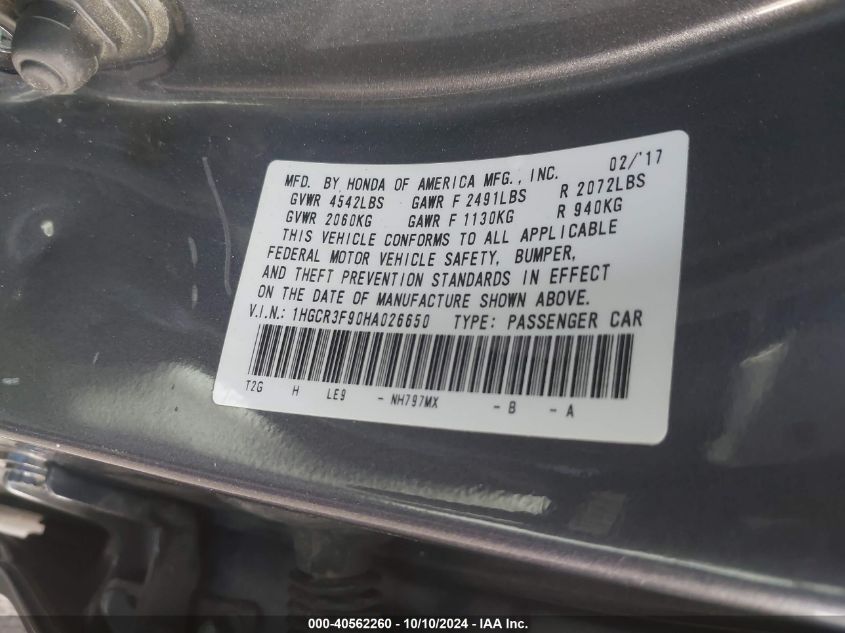 MFD. BY HONDA OF AMERICA MFG., INC. 02/'17
GVWR 4542LBS GAWR F 2491LBS R 2072LBS
GVWR 2060KG GAWR F 1130KG R 940KG
THIS VEHICLE CONFORMS TO ALL APPLICABLE
FEDERAL MOTOR VEHICLE SAFETY, BUMPER,
AND THEFT PREVENTION STANDARDS IN EFFECT
ON THE DATE OF MANUFACTURE SHOWN ABOVE.
V.I.N.: 1HGCR3F90HA026650 TYPE: PASSENGER CAR
T2G H LE9 - NH797MX - B - A
000-40562260 - 10/10/2024 - IAA Inc.